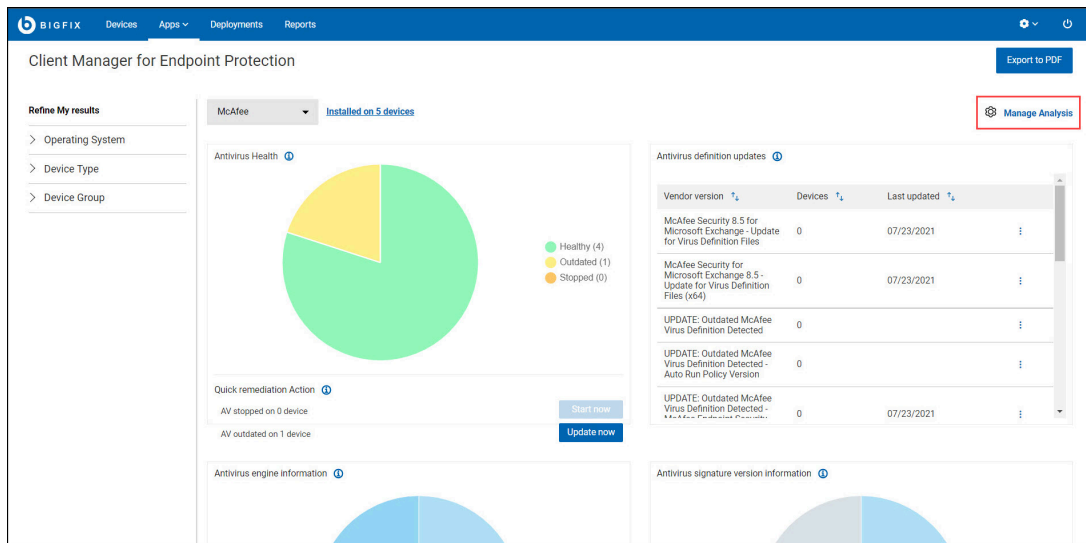 BIGFIX Devices Apps Deployments Reports
Client Manager for Endpoint Protection
Export to PDF
Refine My results
Operating System
Device Type
Device Group
McAfee
Installed on 5 devices
Manage Analysis
Antivirus Health
Healthy (4)
Outdated (1)
Stopped (0)
Quick remediation Action
AV stopped on 0 device
Start now
AV outdated on 1 device
Update now
Antivirus definition updates
Vendor version Devices Last updated
McAfee Security 8.5 for
Microsoft Exchange - Update 0 07/23/2021
for Virus Definition Files
McAfee Security for
Microsoft Exchange 8.5 -
Update for Virus Definition 0 07/23/2021
Files (x64)
UPDATE: Outdated McAfee
Virus Definition Detected 0
UPDATE: Outdated McAfee
Virus Definition Detected - 0
Auto Run Policy Version
UPDATE: Outdated McAfee
Virus Definition Detected - 0 07/23/2021
McAfee Endpoint Security
Antivirus engine information
Antivirus signature version information